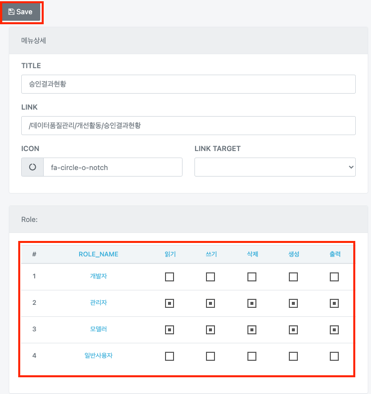 Save
메뉴상세
TITLE
승인결과현황
LINK
/데이터품질관리/개선활동/승인결과현황
ICON LINK TARGET
fa-circle-o-notch
Role:
# ROLE_NAME 읽기 쓰기 삭제 생성 출력
1 개발자
2 관리자
3 모델러
4 일반사용자